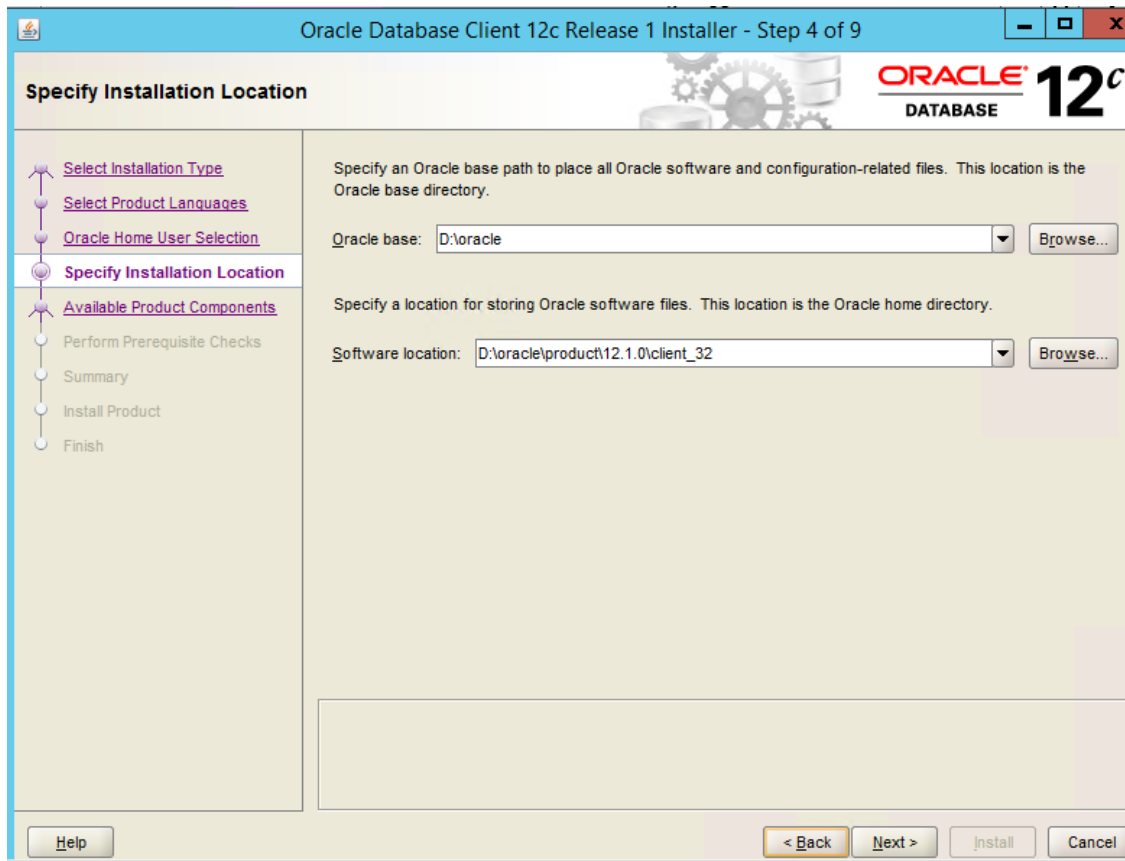 Oracle Database Client 12c Release 1 Installer - Step 4 of 9
Specify Installation Location
ORACLE 12c
DATABASE
Select Installation Type
Select Product Languages
Oracle Home User Selection
Specify Installation Location
Available Product Components
Perform Prerequisite Checks
Summary
Install Product
Finish
Specify an Oracle base path to place all Oracle software and configuration-related files. This location is the
Oracle base directory.
Oracle base: D:\oracle Browse...
Specify a location for storing Oracle software files. This location is the Oracle home directory.
Software location: D:\oracle\product\12.1.0\client_32 Browse...
Help < Back Next > Install Cancel